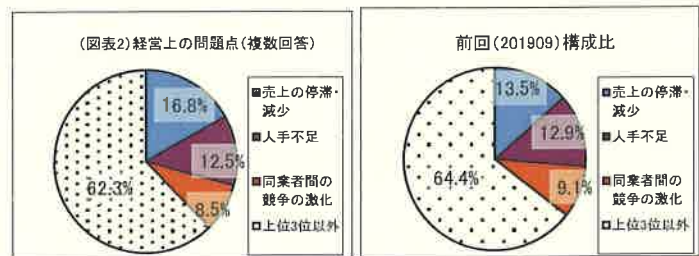 (図表2)経営上の問題点(複数回答)
16.8%
12.5%
8.5%
62.3%
売上の停滞・
減少
人手不足
同業者間の
競争の激化
上位3位以外
前回(201909)構成比
13.5%
12.9%
9.1%
64.4%
売上の停滞・
減少
人手不足
同業者間の
競争の激化
上位3位以外